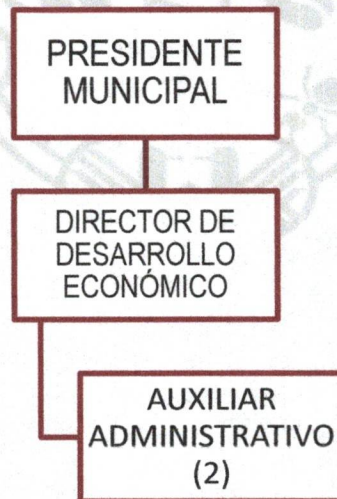 PRESIDENTE
MUNICIPAL
DIRECTOR DE
DESARROLLO
ECONÓMICO
AUXILIAR
ADMINISTRATIVO
(2)